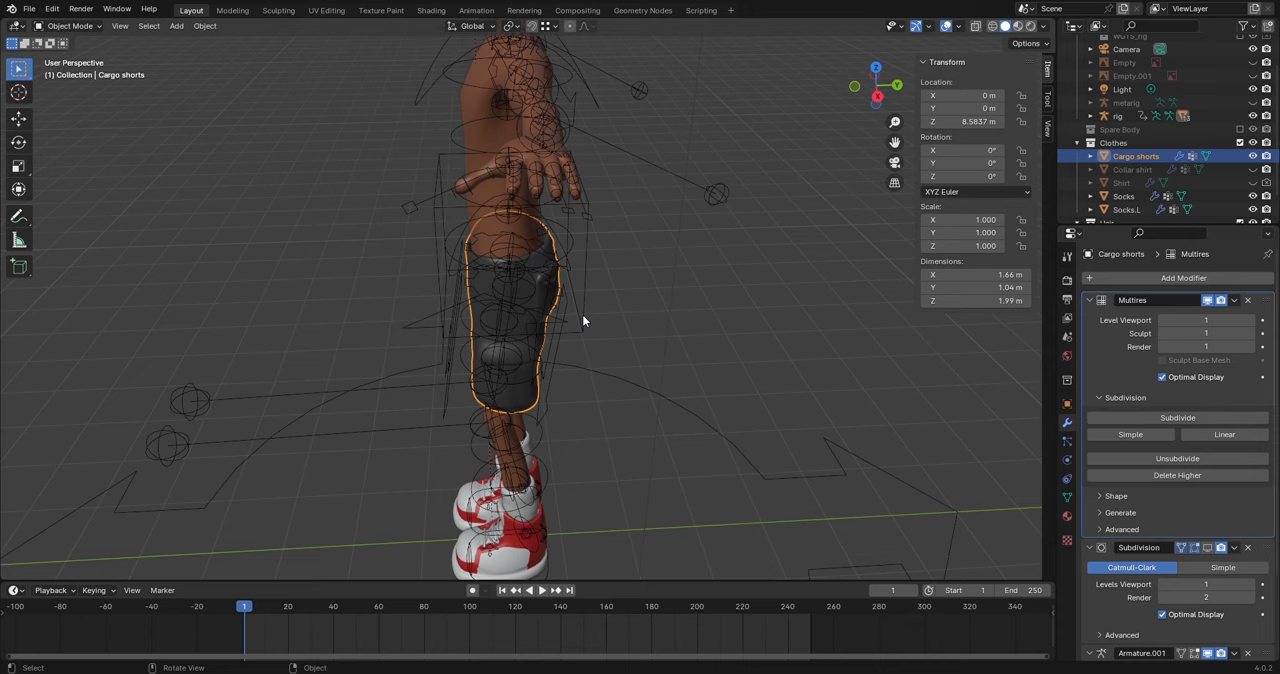 File Edit Render Window Help Layout Modeling Sculpting UV Editing Texture Paint Shading Animation Rendering Compositing Geometry Nodes Scripting + Scene ViewLayer
Object Mode View Select Add Object Global Options
User Perspective
(1) Collection | Cargo shorts
Z
Y
X
Transform
Location:
X 0 m
Y 0 m
Z 8.5837 m
Rotation:
X 0°
Y 0°
Z 0°
XYZ Euler
Scale:
X 1.000
Y 1.000
Z 1.000
Dimensions:
X 1.66 m
Y 1.04 m
Z 1.99 m
Item
Tool
View
WGTS_rig
Camera
Empty
Empty.001
Light
metarig
rig
Spare Body
Clothes
Cargo shorts
Collar shirt
Shirt
Socks
Socks.L
Cargo shorts > Multires
Add Modifier
Multires
Level Viewport 1
Sculpt 1
Render 1
Sculpt Base Mesh
Optimal Display
Subdivision
Subdivide
Simple Linear
Unsubdivide
Delete Higher
Shape
Generate
Advanced
Subdivision
Catmull-Clark Simple
Levels Viewport 1
Render 2
Optimal Display
Advanced
Armature.001
Playback Keying View Marker 1 Start 1 End 250
-100 -80 -60 -40 -20 1 20 40 60 80 100 120 140 160 180 200 220 240 260 280 300 320 340
Select Rotate View Object 4.0.2